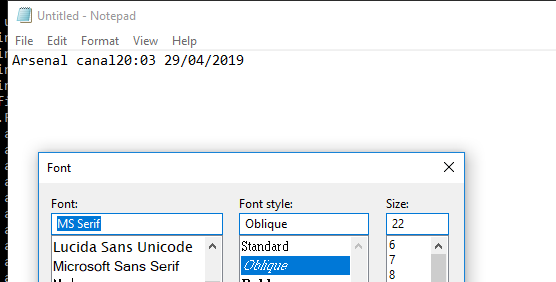 Untitled - Notepad
File Edit Format View Help
Arsenal canal20:03 29/04/2019
Font
Font: Font style: Size:
MS Serif Oblique 22
Lucida Sans Unicode Standard 6
Microsoft Sans Serif Oblique 7
8